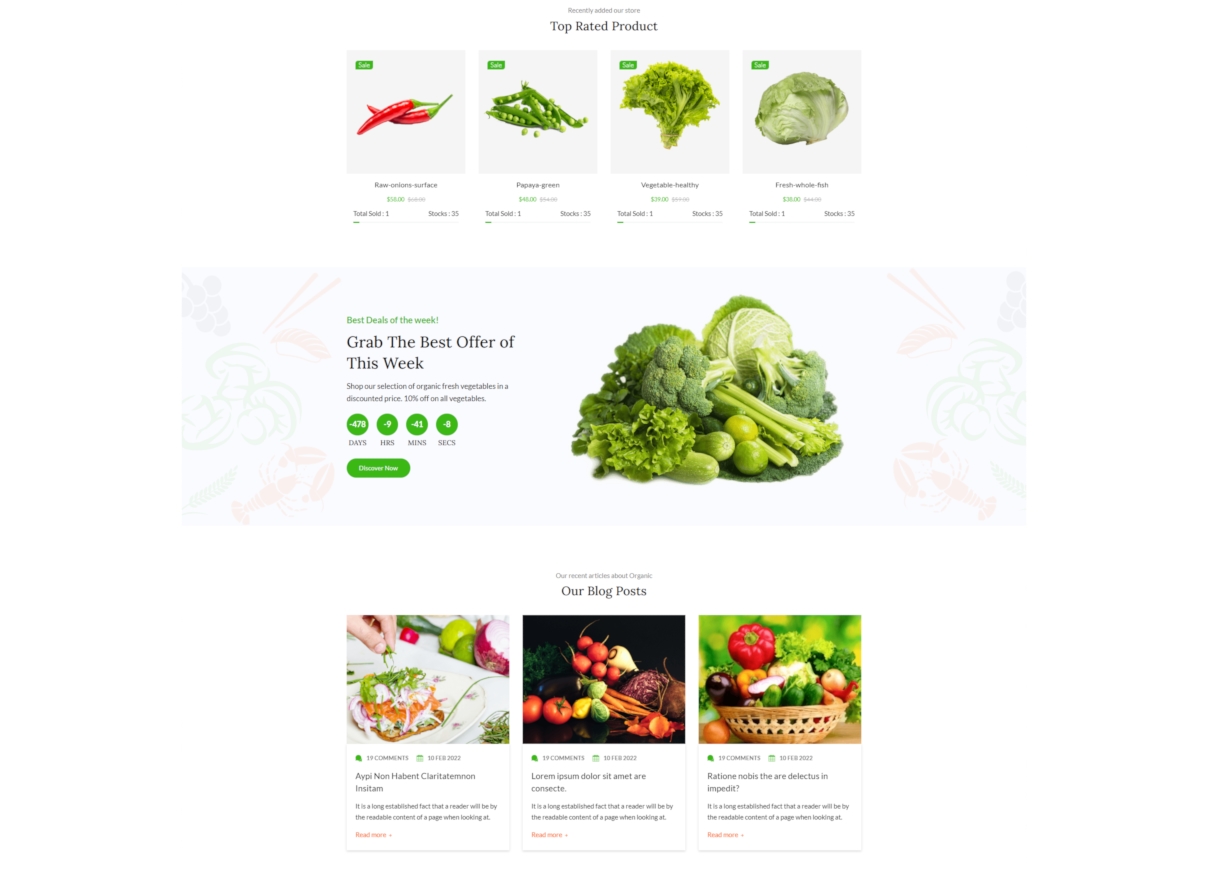 Recently added our store
Top Rated Product
Sale
Sale
Sale
Sale
Raw-onions-surface
Papaya-green
Vegetable-healthy
Fresh-whole-fish
$58.00 $68.00
$48.00 $54.00
$39.00 $59.00
$38.00 $44.00
Total Sold : 1 Stocks : 35
Total Sold : 1 Stocks : 35
Total Sold : 1 Stocks : 35
Total Sold : 1 Stocks : 35
Best Deals of the week!
Grab The Best Offer of
This Week
Shop our selection of organic fresh vegetables in a
discounted price. 10% off on all vegetables.
-478 -9 -41 -8
DAYS HRS MINS SECS
Discover Now
Our recent articles about Organic
Our Blog Posts
19 COMMENTS 10 FEB 2022
Aypi Non Habent Claritatemnon
Insitam
It is a long established fact that a reader will be by
the readable content of a page when looking at.
Read more +
19 COMMENTS 10 FEB 2022
Lorem ipsum dolor sit amet are
consecte.
It is a long established fact that a reader will be by
the readable content of a page when looking at.
Read more +
19 COMMENTS 10 FEB 2022
Ratione nobis the are delectus in
impedit?
It is a long established fact that a reader will be by
the readable content of a page when looking at.
Read more +